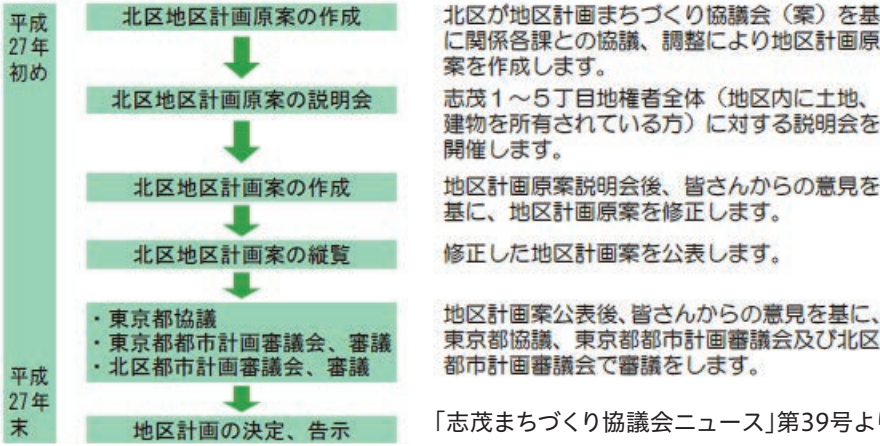 平成
27年
初め
北区地区計画原案の作成
北区が地区計画まちづくり協議会（案）を基
に関係各課との協議、調整により地区計画原
案を作成します。
北区地区計画原案の説明会
志茂１～５丁目地権者全体（地区内に土地、
建物を所有されている方）に対する説明会を
開催します。
北区地区計画案の作成
地区計画原案説明会後、皆さんからの意見を
基に、地区計画原案を修正します。
北区地区計画案の縦覧
修正した地区計画案を公表します。
・東京都協議
・東京都都市計画審議会、審議
・北区都市計画審議会、審議
地区計画案公表後、皆さんからの意見を基に、
東京都協議、東京都都市計画審議会及び北区
都市計画審議会で審議をします。
平成
27年
末
地区計画の決定、告示
「志茂まちづくり協議会ニュース」第39号より